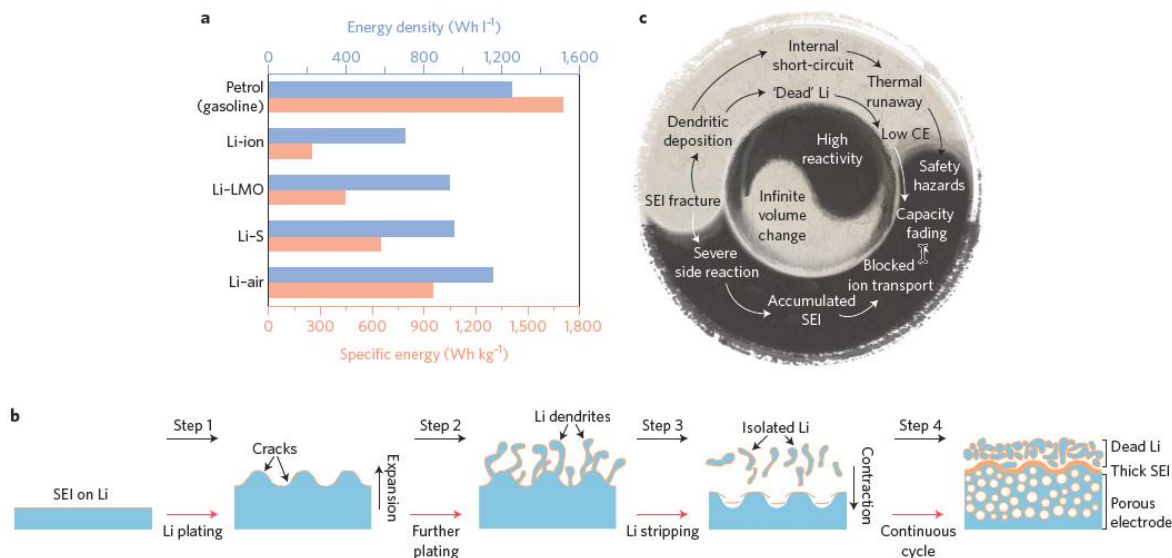 a
Energy density (Wh l⁻¹)
0 400 800 1,200 1,600
Petrol
(gasoline)
Li-ion
Li–LMO
Li–S
Li–air
0 300 600 900 1,200 1,500 1,800
Specific energy (Wh kg⁻¹)
c
Internal
short-circuit
Thermal
runaway
'Dead' Li
Dendritic
deposition
Low CE
High
reactivity
Safety
hazards
SEI fracture
Infinite
volume
change
Capacity
fading
Severe
side reaction
Blocked
ion transport
Accumulated
SEI
b
SEI on Li
Step 1
Li plating
Cracks
Expansion
Step 2
Further
plating
Li dendrites
Step 3
Li stripping
Isolated Li
Contraction
Step 4
Continuous
cycle
Dead Li
Thick SEI
Porous
electrode